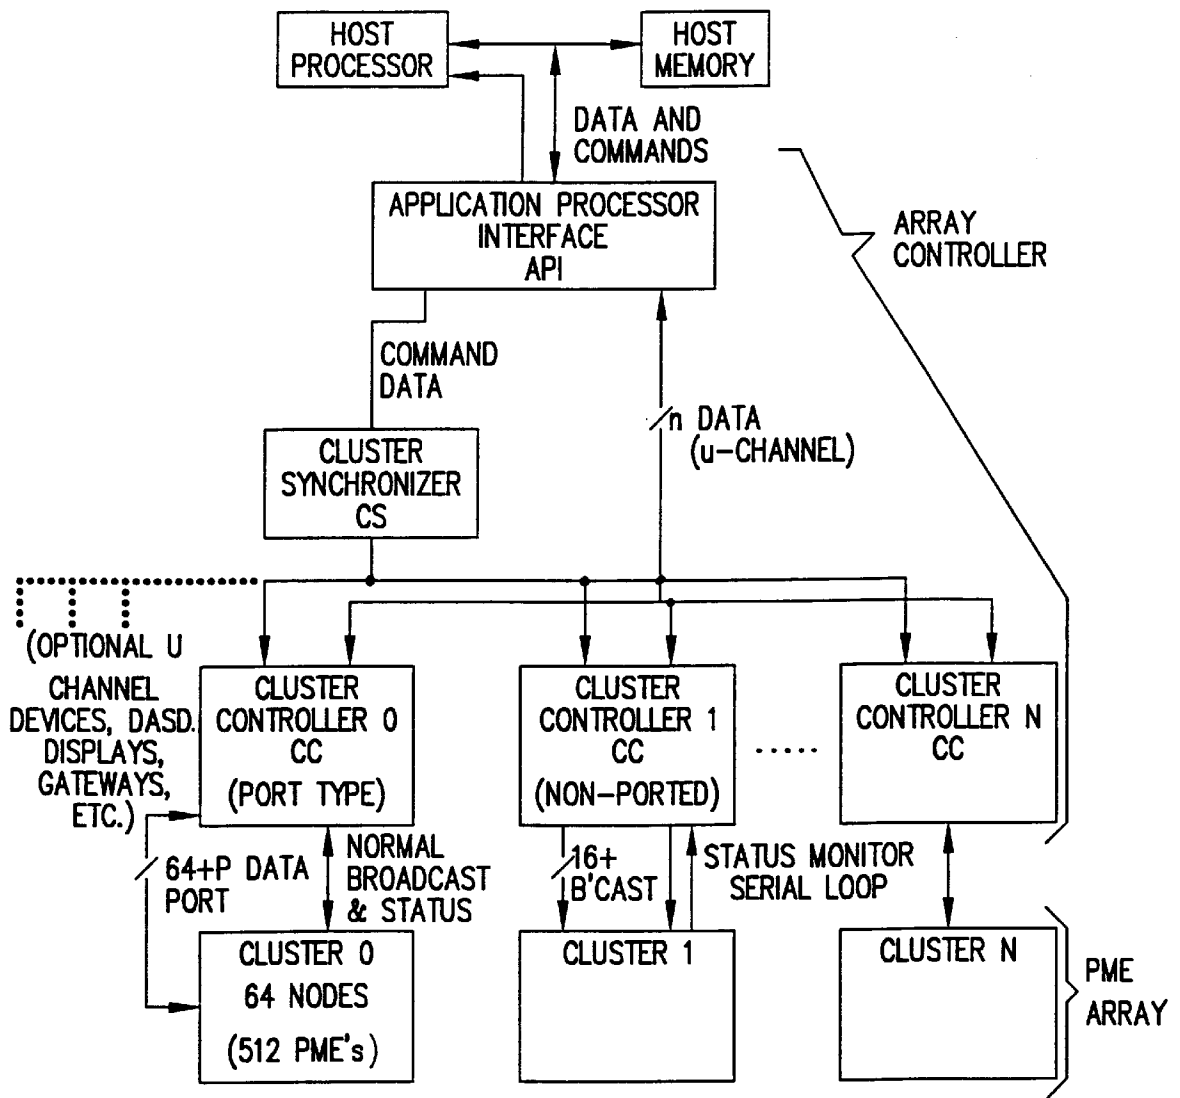 HOST
PROCESSOR
HOST
MEMORY
DATA AND
COMMANDS
APPLICATION PROCESSOR
INTERFACE
API
ARRAY
CONTROLLER
COMMAND
DATA
n DATA
(u-CHANNEL)
CLUSTER
SYNCHRONIZER
CS
(OPTIONAL U
CHANNEL
DEVICES, DASD.
DISPLAYS,
GATEWAYS,
ETC.)
CLUSTER
CONTROLLER 0
CC
(PORT TYPE)
CLUSTER
CONTROLLER 1
CC
(NON-PORTED)
.....
CLUSTER
CONTROLLER N
CC
64+P DATA
PORT
NORMAL
BROADCAST
& STATUS
16+
B'CAST
STATUS MONITOR
SERIAL LOOP
CLUSTER 0
64 NODES
(512 PME's)
CLUSTER 1
CLUSTER N
PME
ARRAY